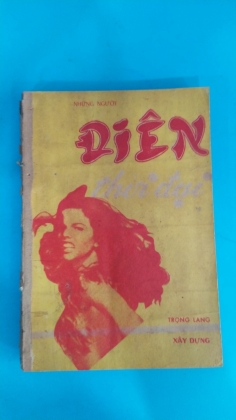 NHỮNG NGƯỜI
ĐIÊN
TRỌNG LANG
XÂY DỰNG